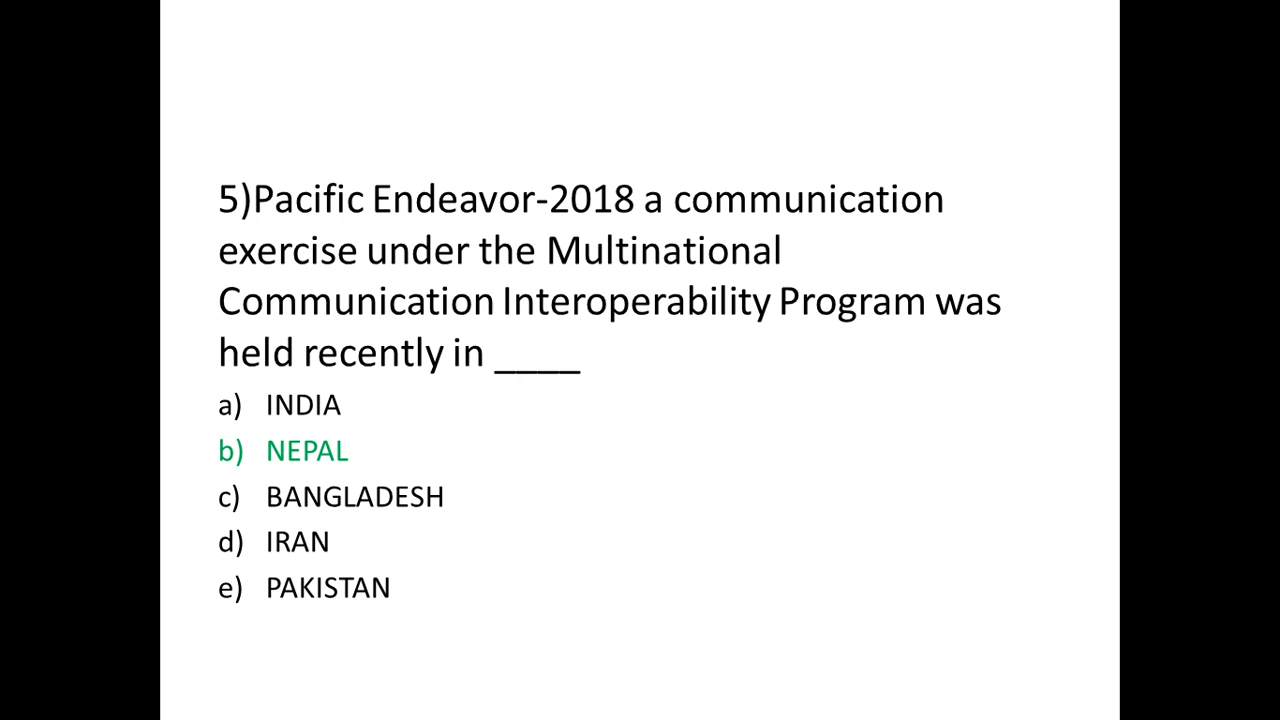 5)Pacific Endeavor-2018 a communication
exercise under the Multinational
Communication Interoperability Program was
held recently in ____
a) INDIA
b) NEPAL
c) BANGLADESH
d) IRAN
e) PAKISTAN